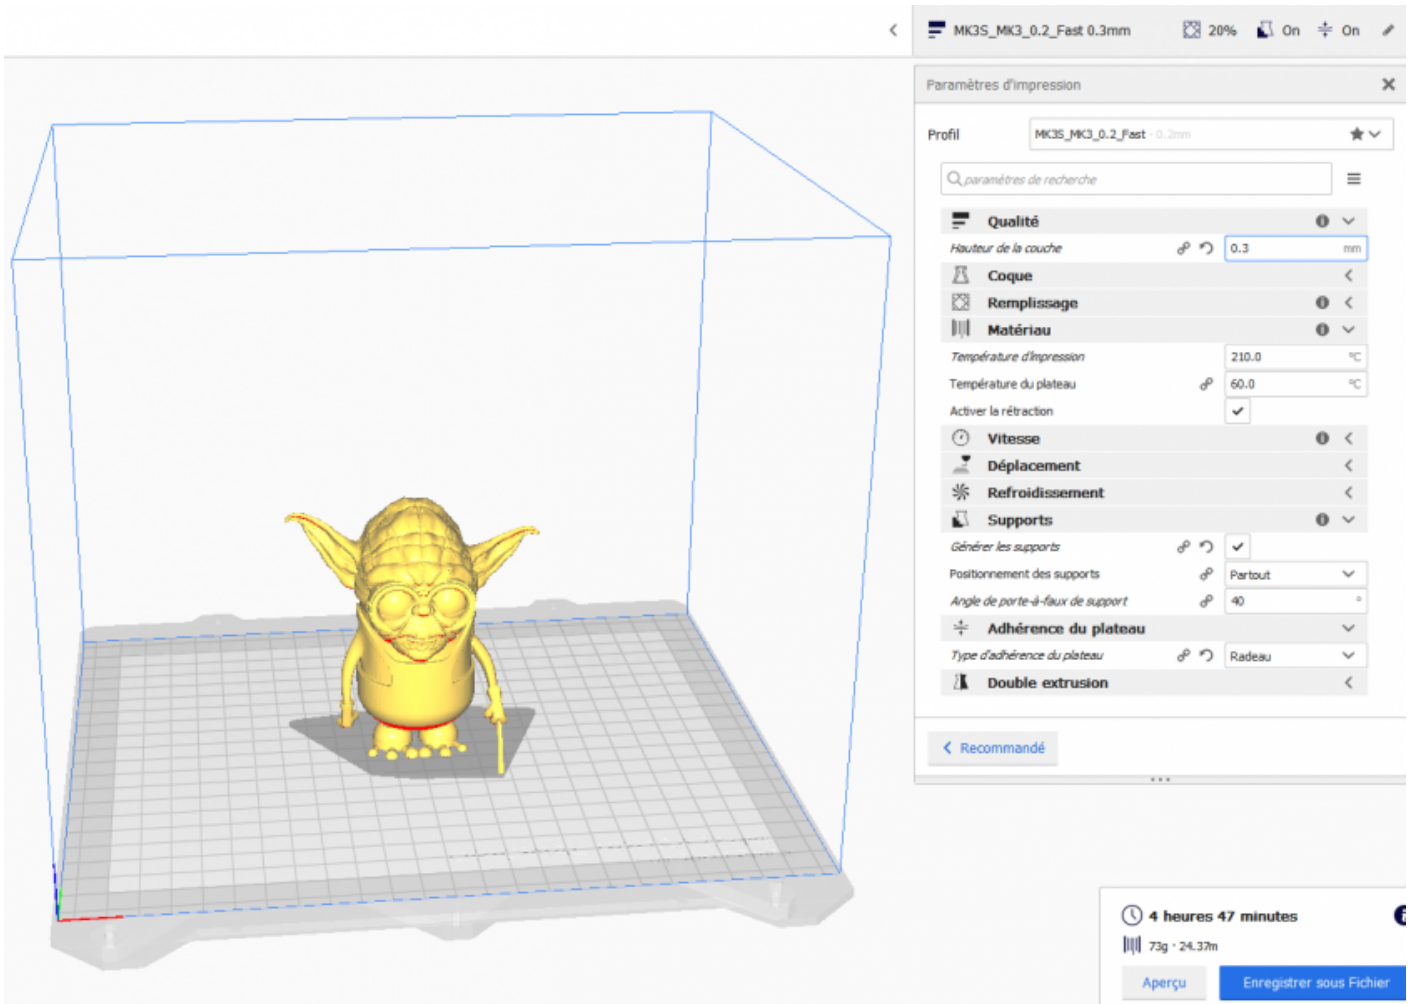 MK3S_MK3_0.2_Fast 0.3mm 20% On On
Paramètres d'impression
Profil MK3S_MK3_0.2_Fast - 0.2mm
paramètres de recherche
Qualité
Hauteur de la couche 0.3 mm
Coque
Remplissage
Matériau
Température d'impression 210.0 °C
Température du plateau 60.0 °C
Activer la rétraction
Vitesse
Déplacement
Refroidissement
Supports
Générer les supports
Positionnement des supports Partout
Angle de porte-à-faux de support 40 °
Adhérence du plateau
Type d'adhérence du plateau Radeau
Double extrusion
Recommandé
4 heures 47 minutes
73g · 24.37m
Aperçu Enregistrer sous Fichier